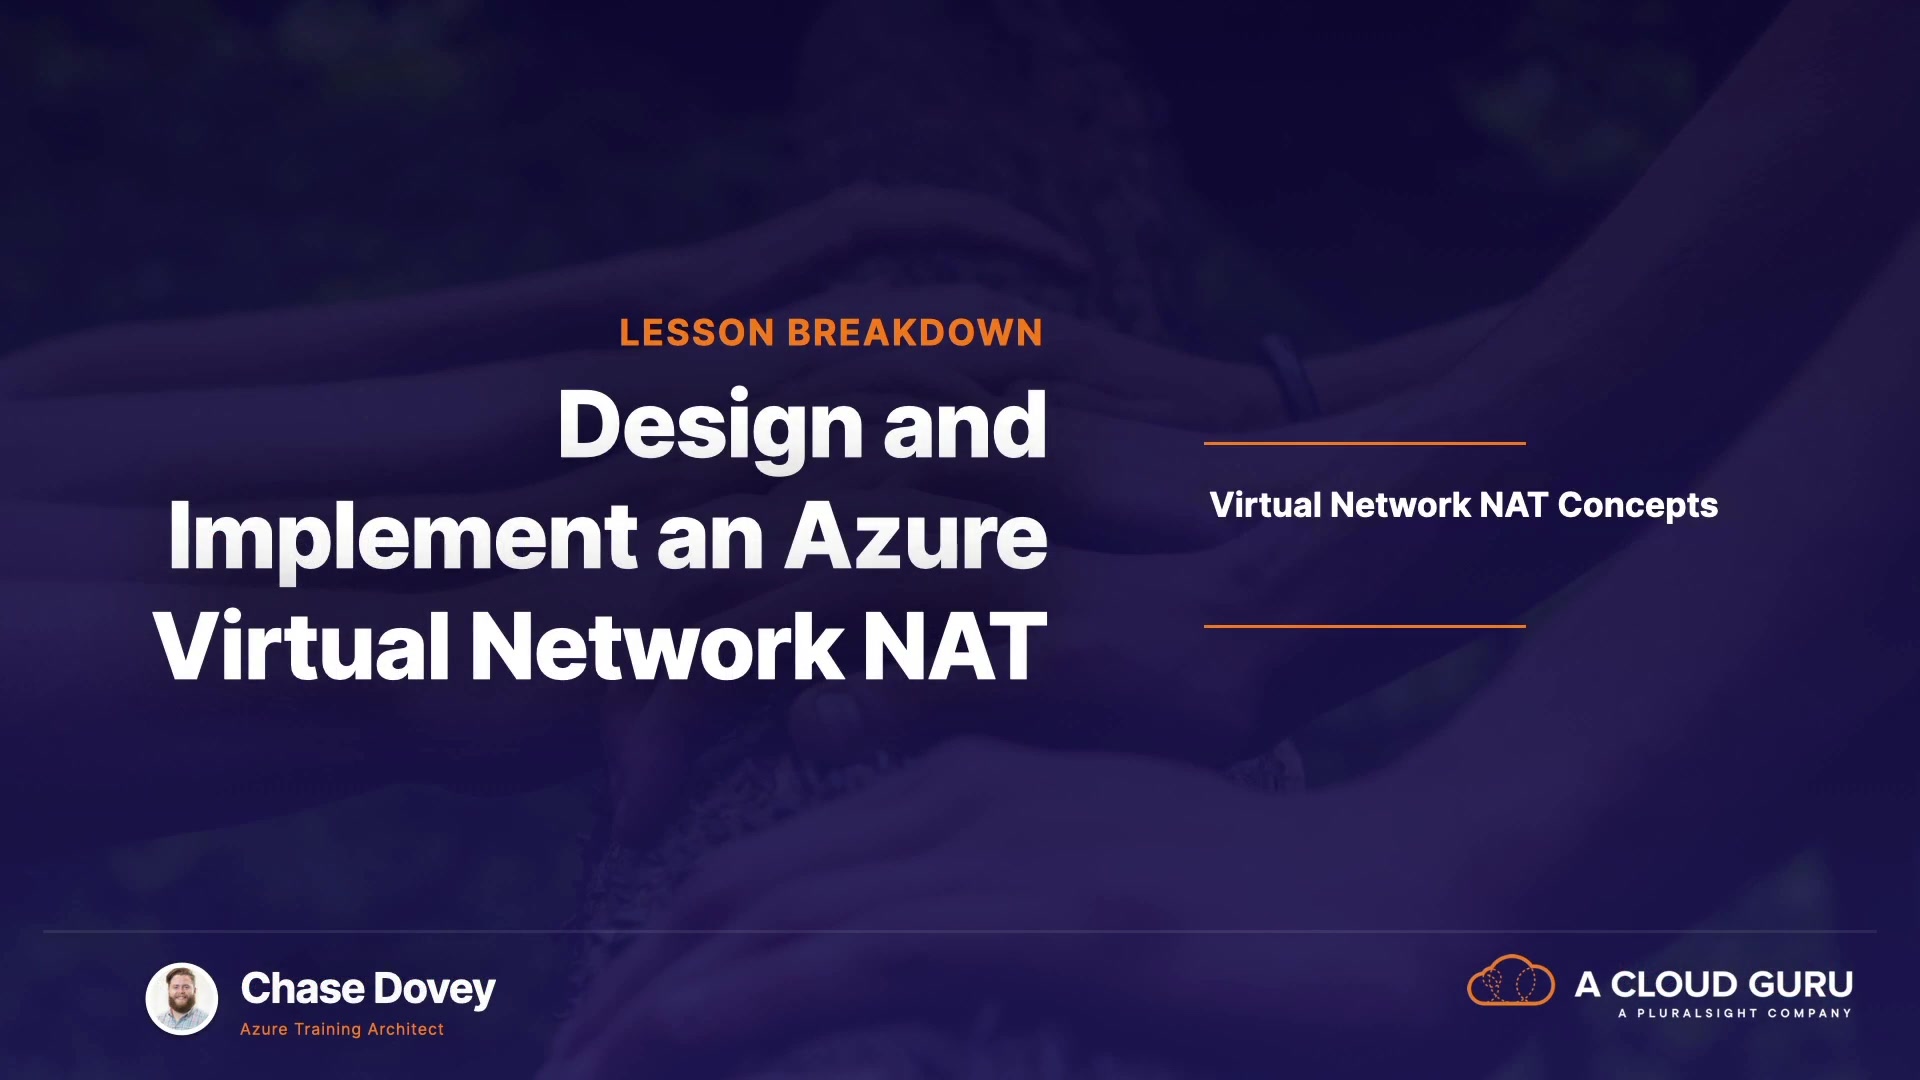 LESSON BREAKDOWN
Design and
Implement an Azure
Virtual Network NAT
Virtual Network NAT Concepts
Chase Dovey
Azure Training Architect
A CLOUD GURU
A PLURALSIGHT COMPANY